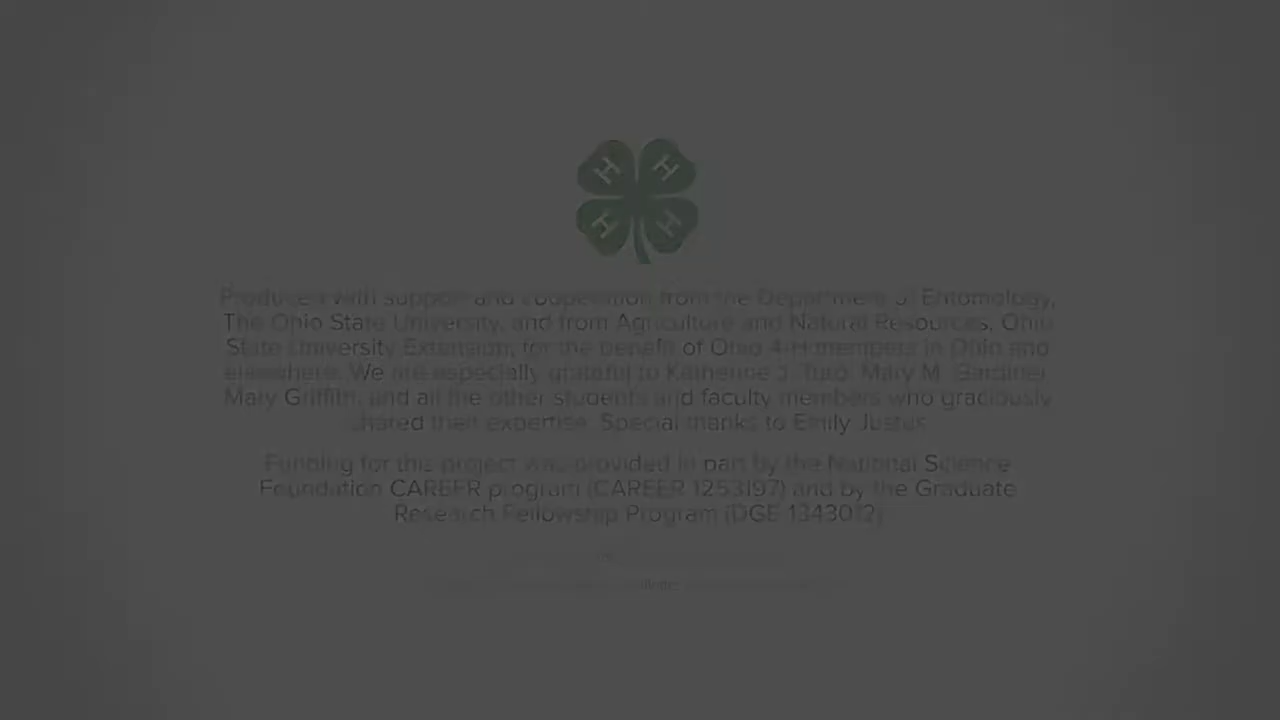 H H
H H
Produced with support and cooperation from the Department of Entomology,
The Ohio State University, and from Agriculture and Natural Resources, Ohio
State University Extension, for the benefit of Ohio 4-H members in Ohio and
elsewhere. We are especially grateful to Katherine J. Turo, Mary M. Gardiner,
Mary Griffith, and all the other students and faculty members who graciously
shared their expertise. Special thanks to Emily Justus.
Funding for this project was provided in part by the National Science
Foundation CAREER program (CAREER 1253197) and by the Graduate
Research Fellowship Program (DGE 1343012).